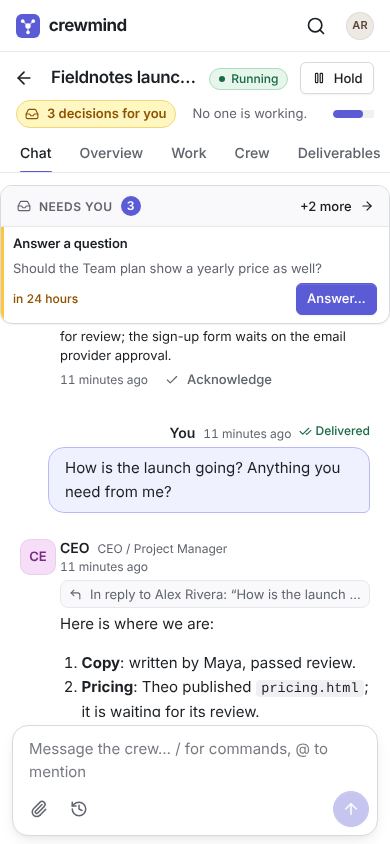 crewmind
AR
Fieldnotes launc...
Running
Hold
3 decisions for you
No one is working.
Chat
Overview
Work
Crew
Deliverables
NEEDS YOU
3
+2 more
Answer a question
Should the Team plan show a yearly price as well?
in 24 hours
Answer...
for review; the sign-up form waits on the email
provider approval.
11 minutes ago
Acknowledge
You
11 minutes ago
Delivered
How is the launch going? Anything you
need from me?
CE
CEO
CEO / Project Manager
11 minutes ago
In reply to Alex Rivera: “How is the launch ...
Here is where we are:
1. Copy: written by Maya, passed review.
2. Pricing: Theo published pricing.html;
it is waiting for its review.
Message the crew... / for commands, @ to
mention